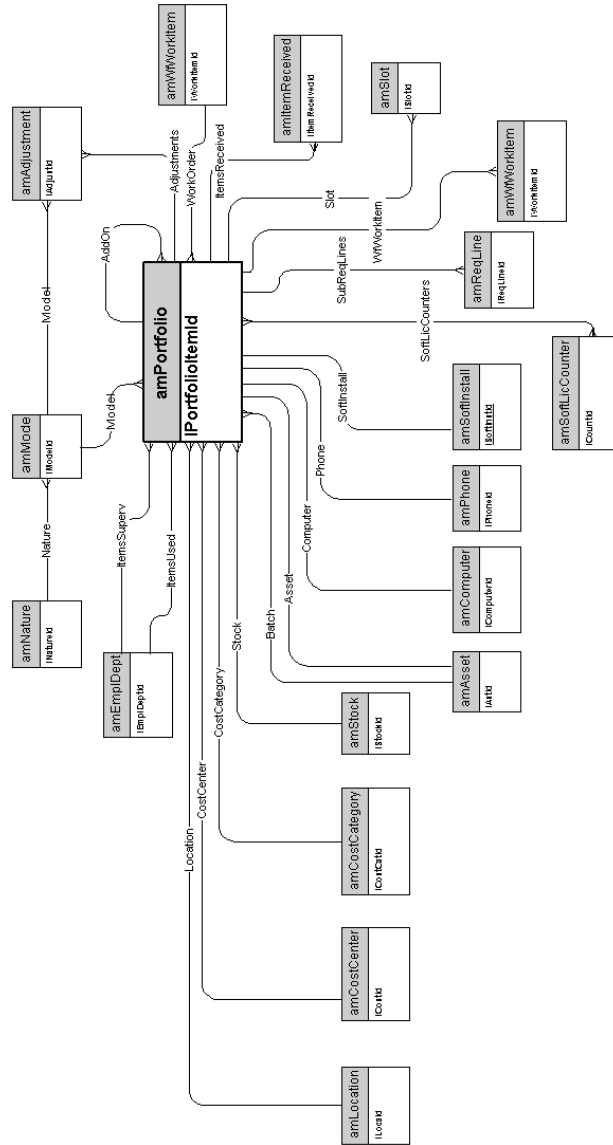 amAdjustment
lAdjustId
amWfWorkItem
lWorkItemId
amItemReceived
lItemReceivedId
amSlot
lSlotId
amWfWorkItem
lWorkItemId
amReqLine
lReqLineId
amSoftLicCounter
lCountId
Adjustments
WorkOrder
ItemsReceived
Slot
WfWorkItem
SubReqLines
SoftLicCounters
AddOn
Model
amMode
lModelId
Model
amPortfolio
lPortfolioItemId
SoftInstall
Phone
Computer
Asset
Batch
Stock
CostCategory
CostCenter
Location
amSoftInstall
lSoftInstId
amPhone
lPhoneId
amComputer
lComputerId
amAsset
lAstId
Nature
ItemsSuperv
ItemsUsed
amNature
lNatureId
amEmplDept
lEmplDeptId
amStock
lStockId
amCostCategory
lCostCatId
amCostCenter
lCostId
amLocation
lLocaId